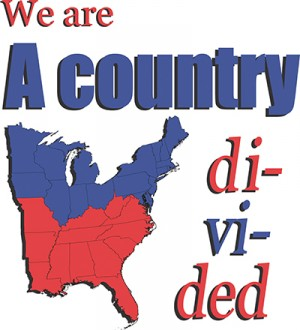 We are
A country
di-
vi-
ded